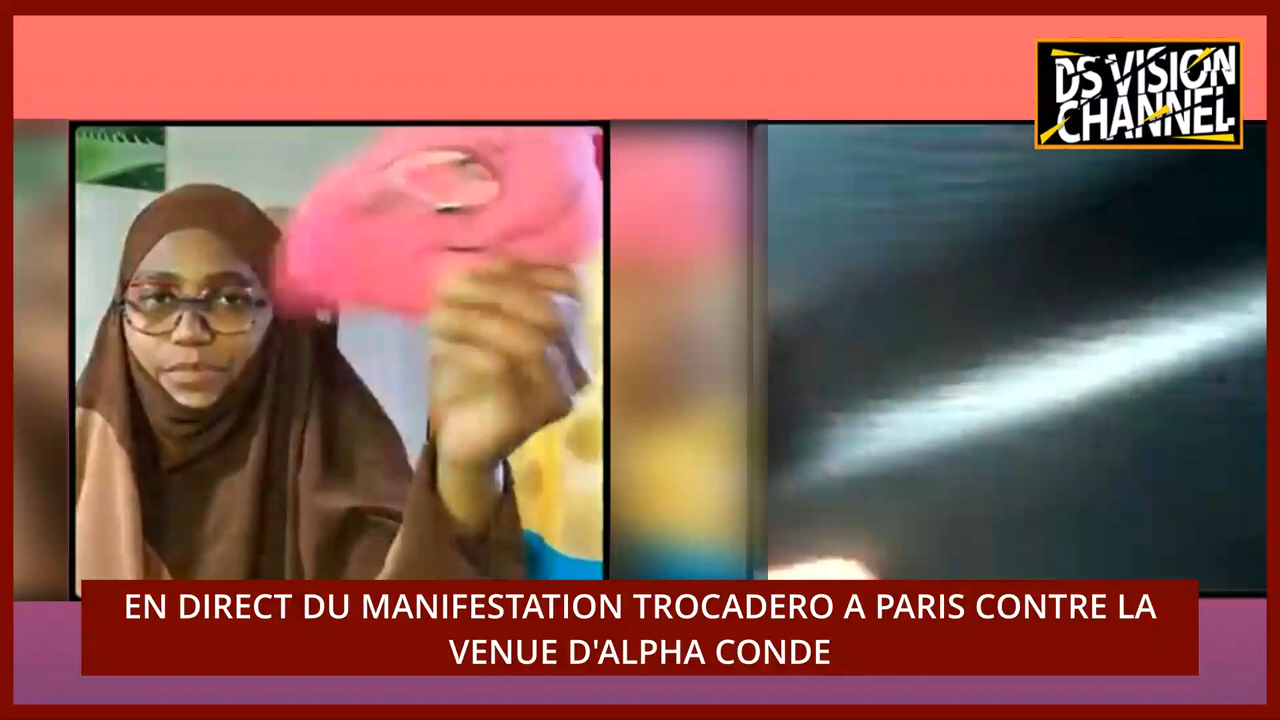 DS VISION
CHANNEL
EN DIRECT DU MANIFESTATION TROCADERO A PARIS CONTRE LA
VENUE D'ALPHA CONDE